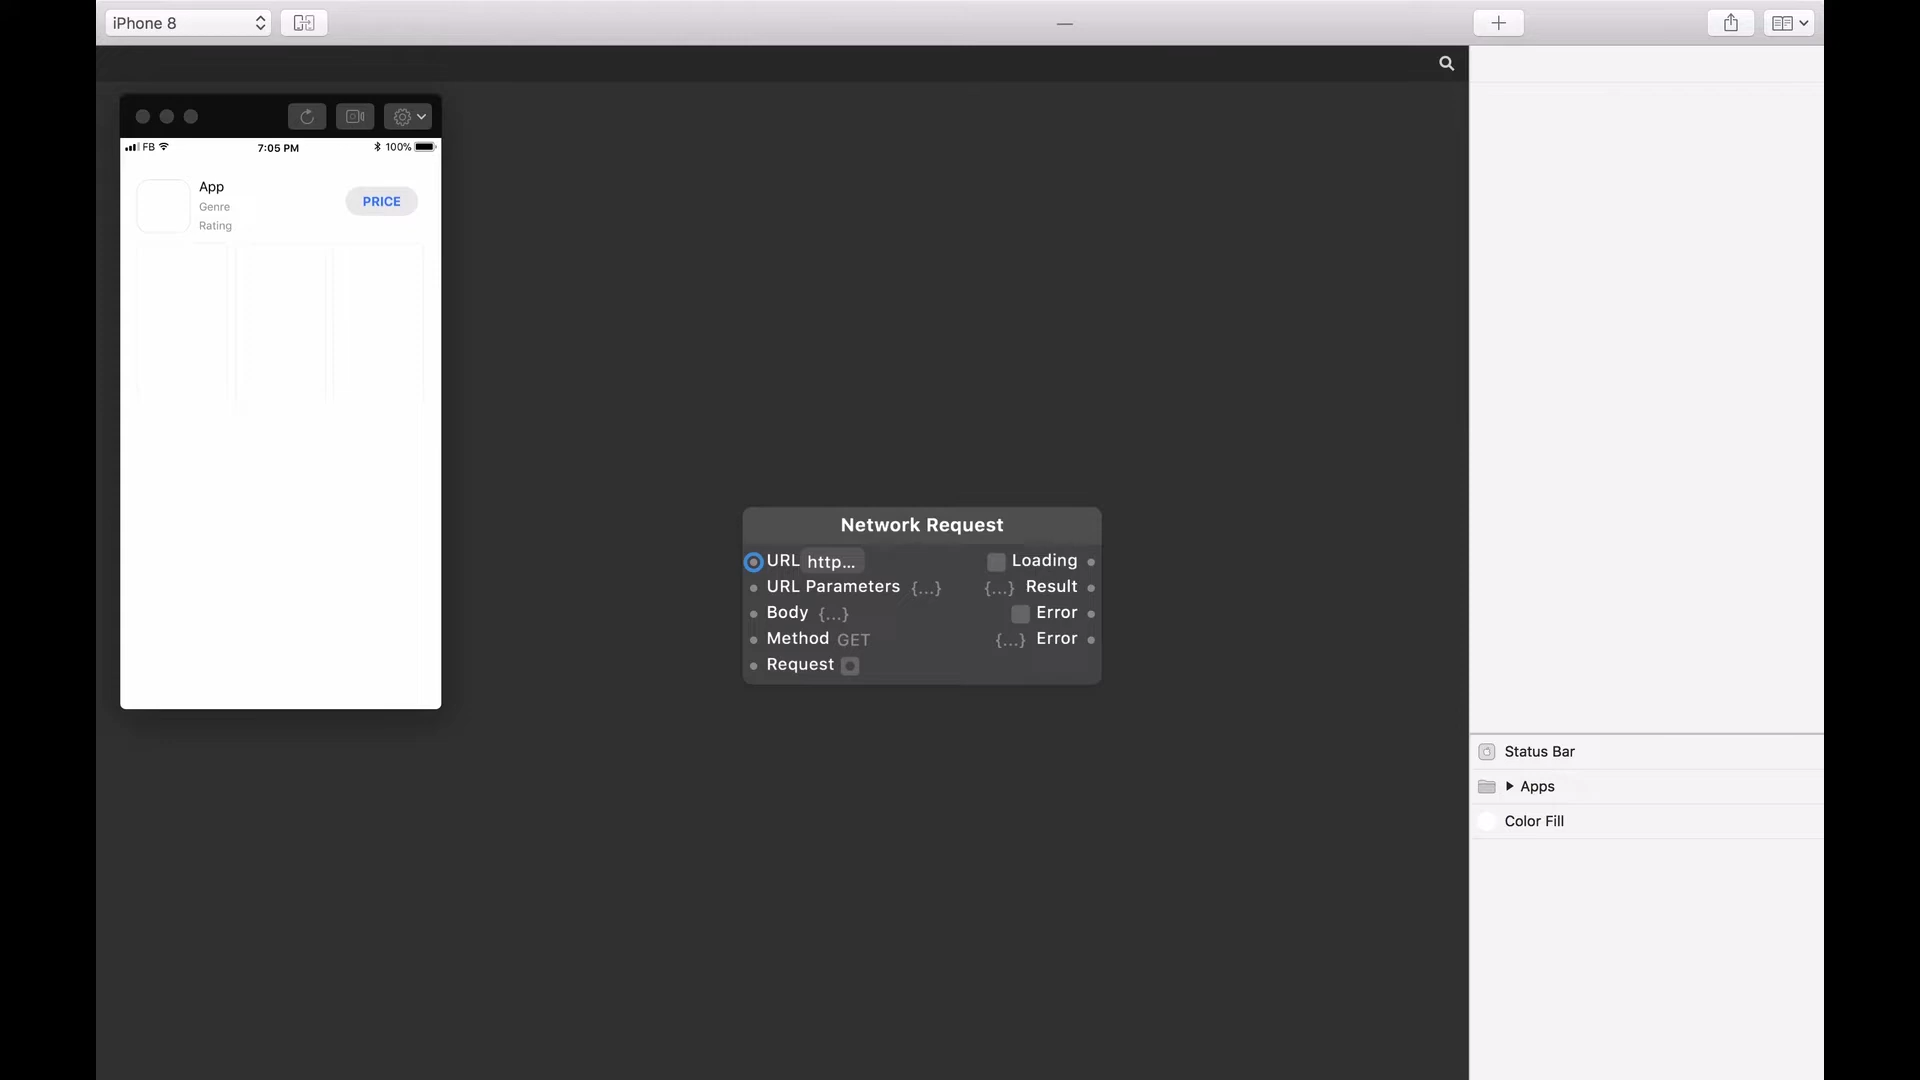 iPhone 8
FB 7:05 PM 100%
App
Genre
Rating
PRICE
Network Request
URL http... Loading
URL Parameters {...} {...} Result
Body {...} Error
Method GET {...} Error
Request
Status Bar
Apps
Color Fill